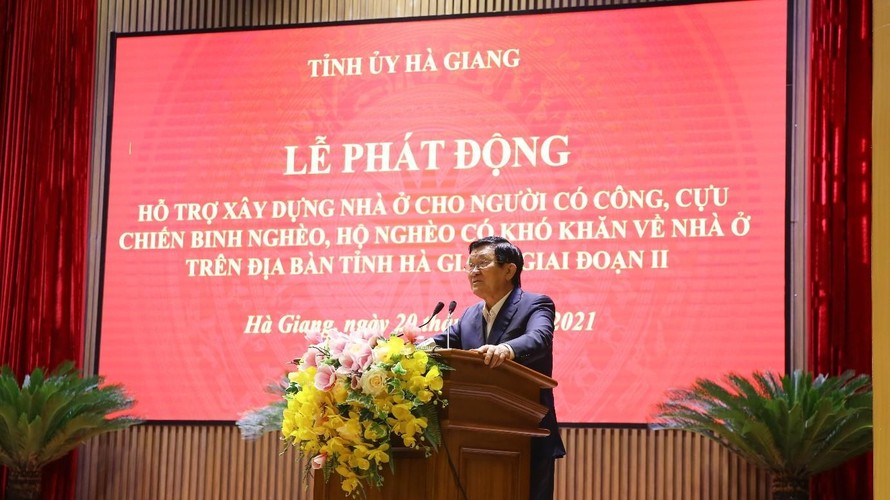 TỈNH ỦY HÀ GIANG
LỄ PHÁT ĐỘNG
HỖ TRỢ XÂY DỰNG NHÀ Ở CHO NGƯỜI CÓ CÔNG, CỰU
CHIẾN BINH NGHÈO, HỘ NGHÈO CÓ KHÓ KHĂN VỀ NHÀ Ở
TRÊN ĐỊA BÀN TỈNH HÀ GIAI ĐOẠN II
Hà Giang, ngày 2021